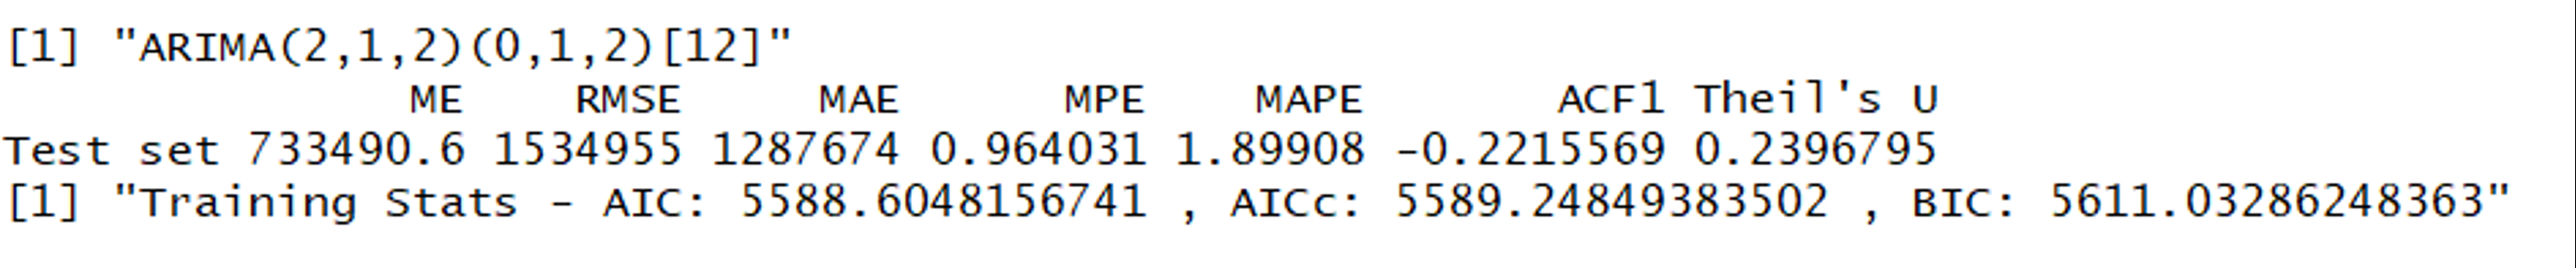 [1] "ARIMA(2,1,2)(0,1,2)[12]"
ME RMSE MAE MPE MAPE ACF1 Theil's U
Test set 733490.6 1534955 1287674 0.964031 1.89908 -0.2215569 0.2396795
[1] "Training Stats - AIC: 5588.6048156741 , AICc: 5589.24849383502 , BIC: 5611.03286248363"